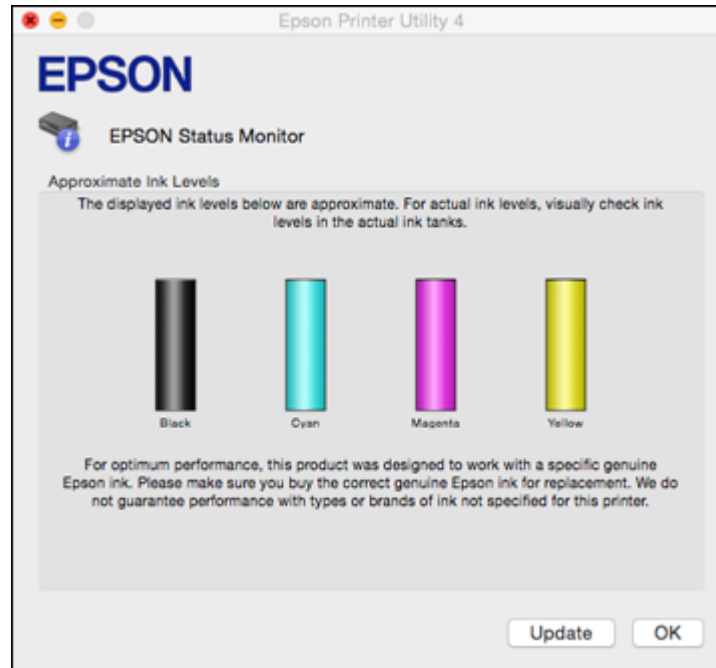 Epson Printer Utility 4
EPSON
EPSON Status Monitor
Approximate Ink Levels
The displayed ink levels below are approximate. For actual ink levels, visually check ink
levels in the actual ink tanks.
Black Cyan Magenta Yellow
For optimum performance, this product was designed to work with a specific genuine
Epson ink. Please make sure you buy the correct genuine Epson ink for replacement. We do
not guarantee performance with types or brands of ink not specified for this printer.
Update OK